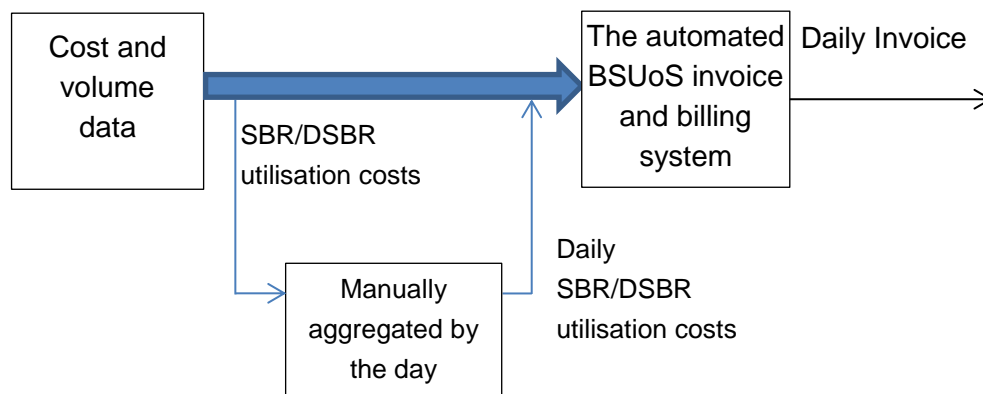 Cost and
volume
data
The automated
BSUoS invoice
and billing
system
Daily Invoice
SBR/DSBR
utilisation costs
Manually
aggregated by
the day
Daily
SBR/DSBR
utilisation costs